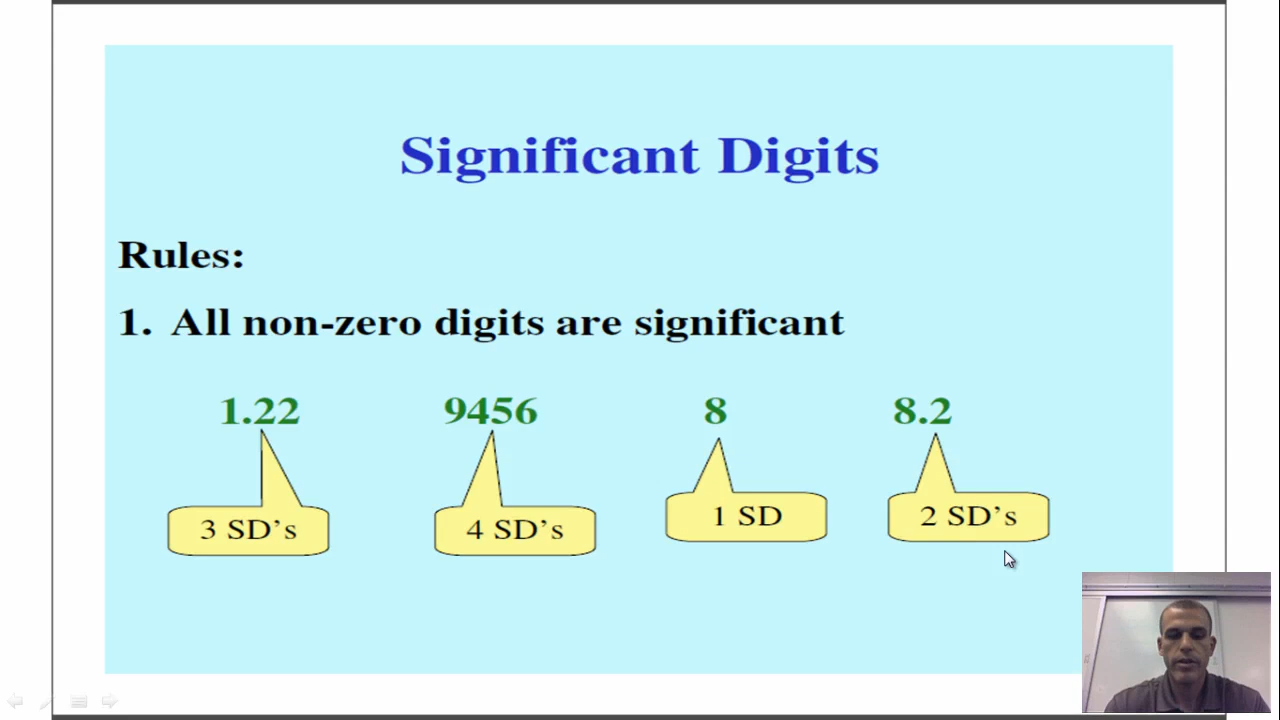 Significant Digits
Rules:
1. All non-zero digits are significant
1.22 9456 8 8.2
3 SD’s 4 SD’s 1 SD 2 SD’s